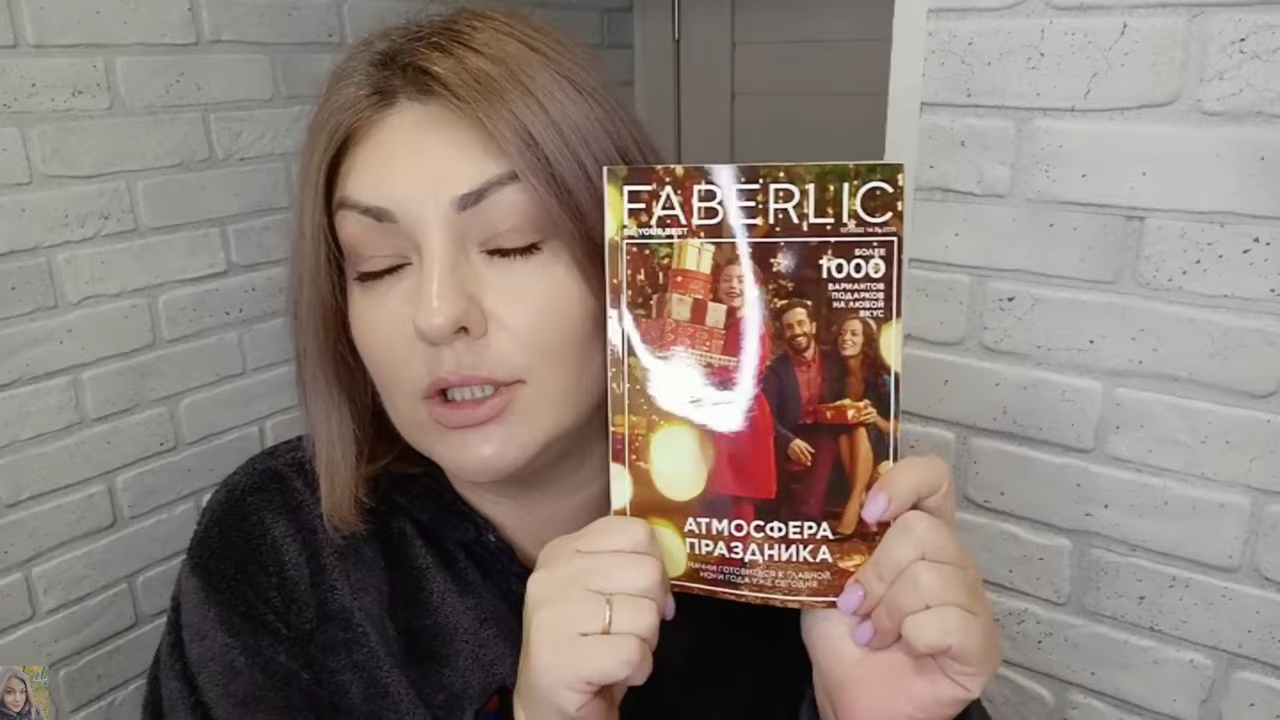 FABERLIC
BE YOUR BEST
БОЛЕЕ
1000
ВАРИАНТОВ
ПОДАРКОВ
НА ЛЮБОЙ
ВКУС
АТМОСФЕРА
ПРАЗДНИКА
НАЧНИ ГОТОВИТЬСЯ К ГЛАВНОЙ
НОЧИ ГОДА УЖЕ СЕГОДНЯ